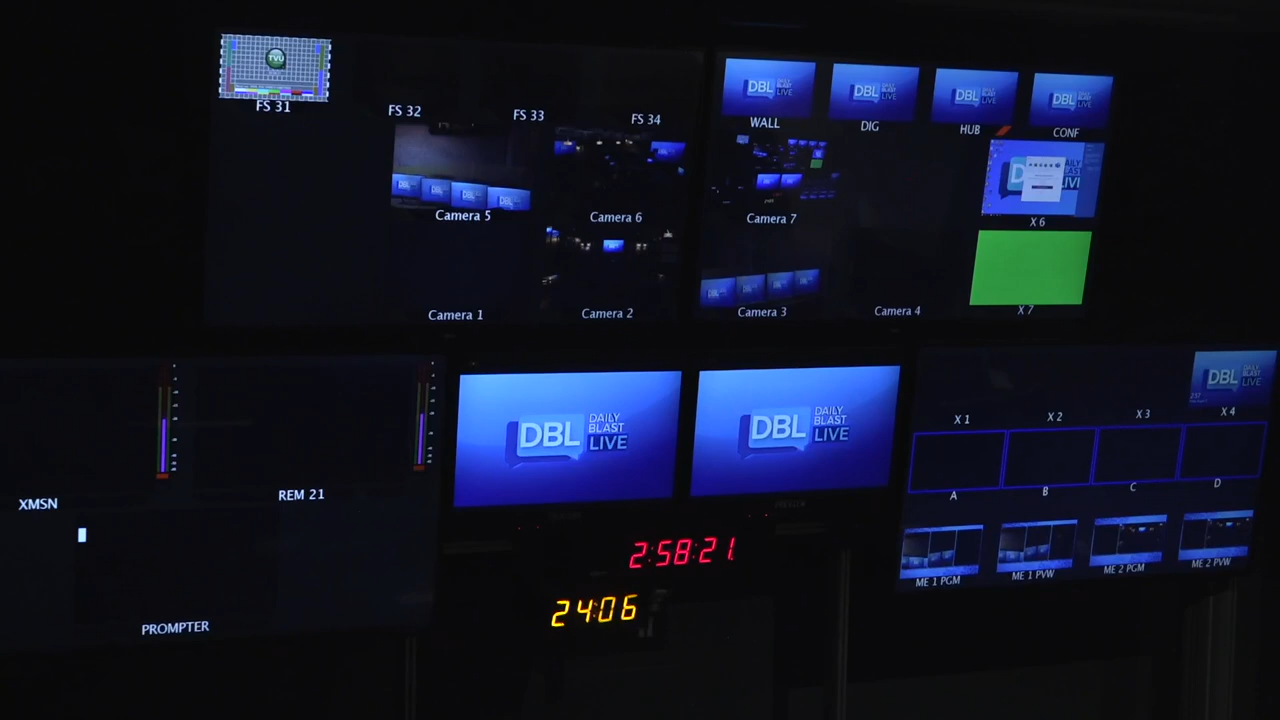 TVU
FS 31
FS 32
FS 33
FS 34
DBL
DAILY
BLAST
LIVE
WALL
DBL
DAILY
BLAST
LIVE
DIG
DBL
DAILY
BLAST
LIVE
HUB
DBL
DAILY
BLAST
LIVE
CONF
Camera 5
Camera 6
Camera 7
X 6
Camera 1
Camera 2
Camera 3
Camera 4
X 7
XMSN
REM 21
PROMPTER
DBL
DAILY
BLAST
LIVE
DBL
DAILY
BLAST
LIVE
DBL
DAILY
BLAST
LIVE
X 1
X 2
X 3
X 4
A
B
C
D
ME 1 PGM
ME 1 PVW
ME 2 PGM
ME 2 PVW
2:58:21
24:06